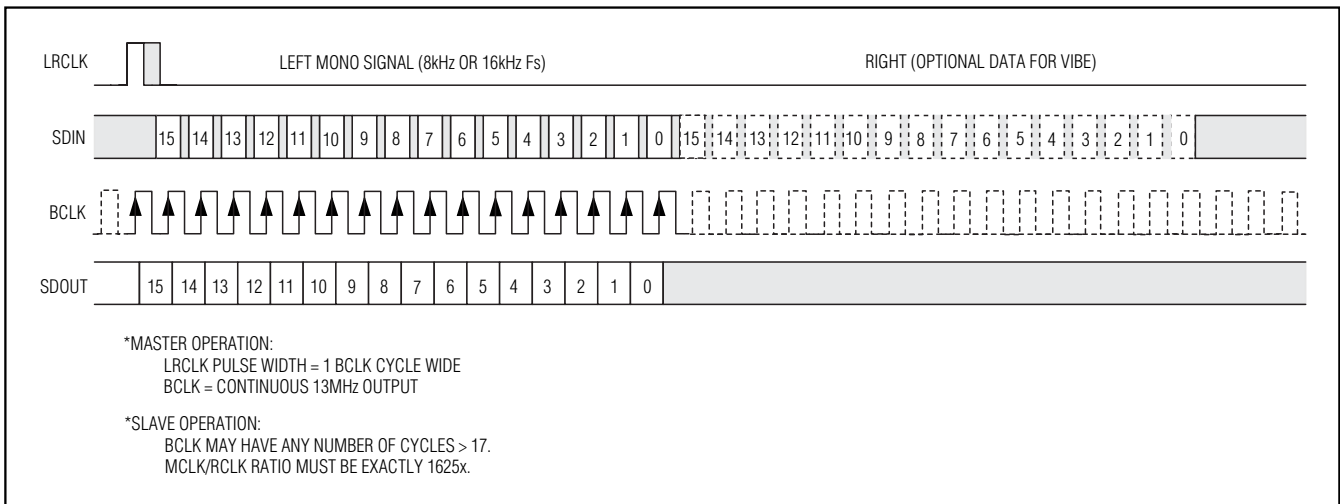 LRCLK LEFT MONO SIGNAL (8kHz OR 16kHz Fs) RIGHT (OPTIONAL DATA FOR VIBE)
SDIN 15 14 13 12 11 10 9 8 7 6 5 4 3 2 1 0 15 14 13 12 11 10 9 8 7 6 5 4 3 2 1 0
BCLK
SDOUT 15 14 13 12 11 10 9 8 7 6 5 4 3 2 1 0
*MASTER OPERATION:
LRCLK PULSE WIDTH = 1 BCLK CYCLE WIDE
BCLK = CONTINUOUS 13MHz OUTPUT
*SLAVE OPERATION:
BCLK MAY HAVE ANY NUMBER OF CYCLES > 17.
MCLK/RCLK RATIO MUST BE EXACTLY 1625x.